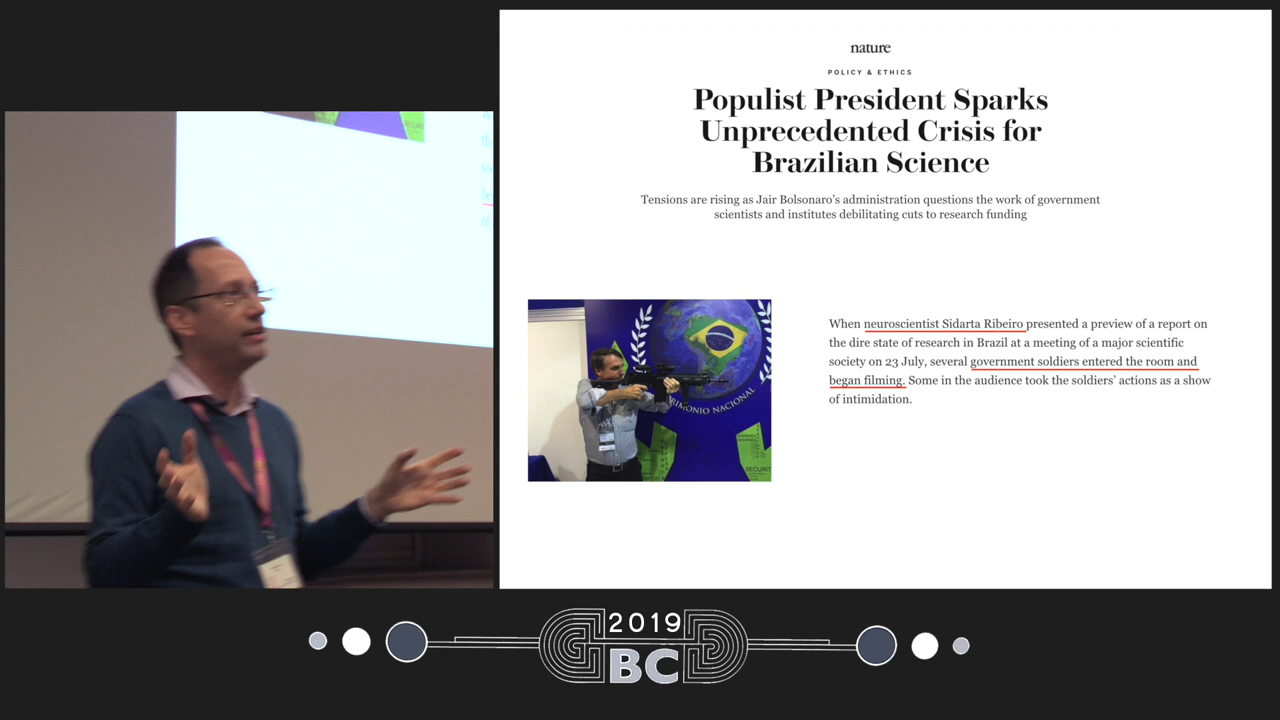 nature
POLICY & ETHICS
Populist President Sparks
Unprecedented Crisis for
Brazilian Science
Tensions are rising as Jair Bolsonaro's administration questions the work of government
scientists and institutes debilitating cuts to research funding
When neuroscientist Sidarta Ribeiro presented a preview of a report on
the dire state of research in Brazil at a meeting of a major scientific
society on 23 July, several government soldiers entered the room and
began filming. Some in the audience took the soldiers' actions as a show
of intimidation.
NACIONAL
SECURIT
SECURIT
2019
BC